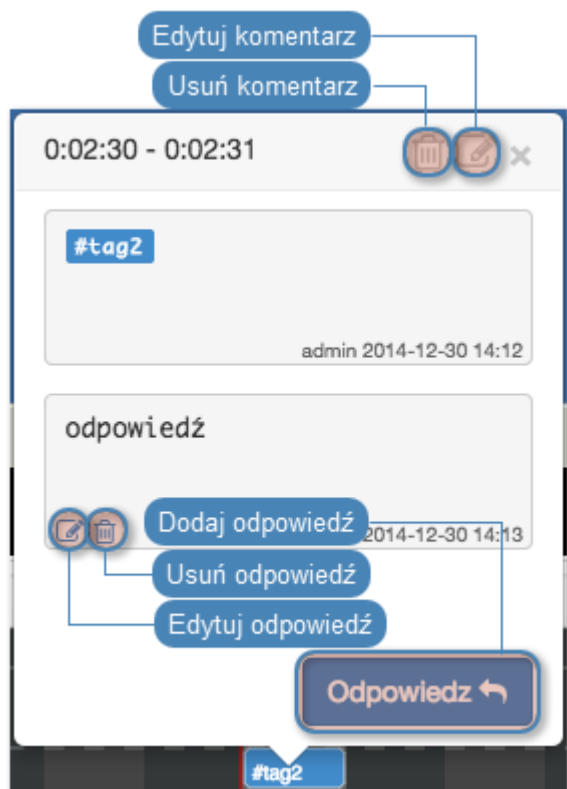 Edytuj komentarz
Usuń komentarz
0:02:30 - 0:02:31
#tag2
admin 2014-12-30 14:12
odpowiedź
Dodaj odpowiedź
2014-12-30 14:13
Usuń odpowiedź
Edytuj odpowiedź
Odpowiedz
#tag2